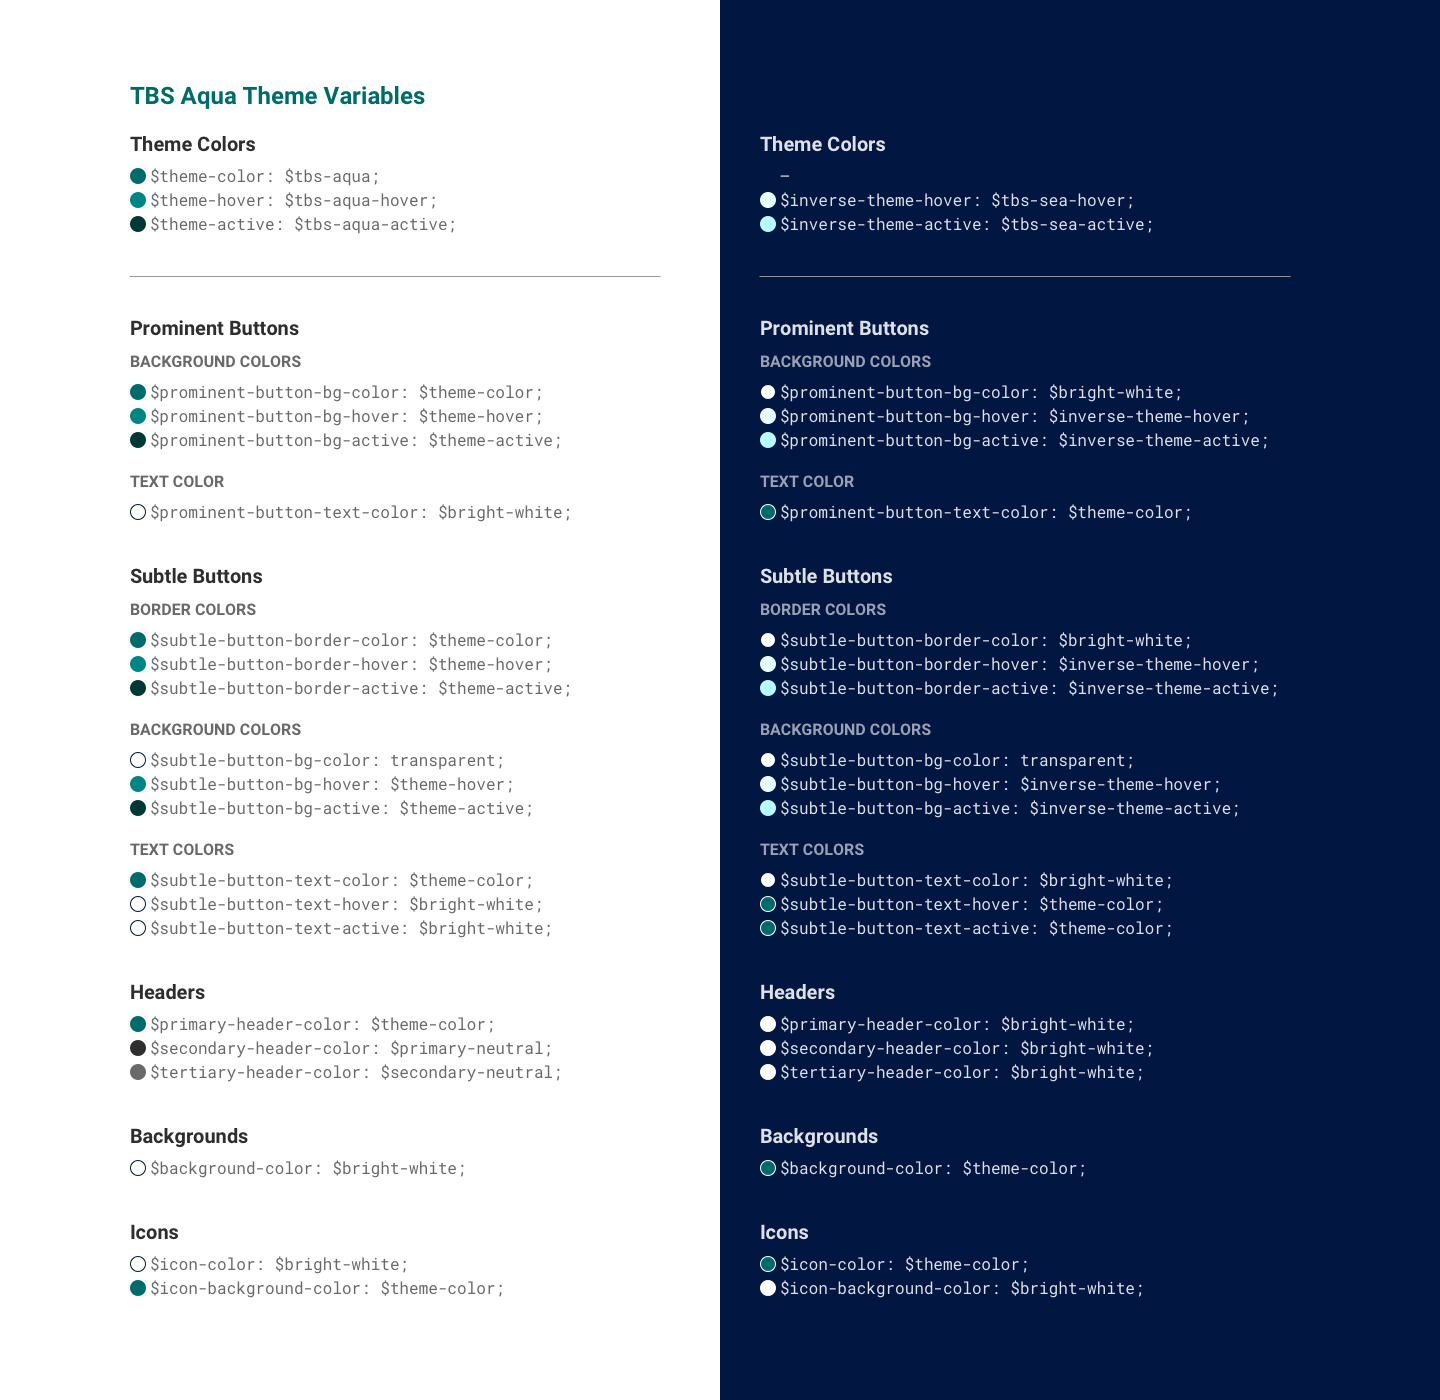 TBS Aqua Theme Variables
Theme Colors
$theme-color: $tbs-aqua;
$theme-hover: $tbs-aqua-hover;
$theme-active: $tbs-aqua-active;
Prominent Buttons
BACKGROUND COLORS
$prominent-button-bg-color: $theme-color;
$prominent-button-bg-hover: $theme-hover;
$prominent-button-bg-active: $theme-active;
TEXT COLOR
$prominent-button-text-color: $bright-white;
Subtle Buttons
BORDER COLORS
$subtle-button-border-color: $theme-color;
$subtle-button-border-hover: $theme-hover;
$subtle-button-border-active: $theme-active;
BACKGROUND COLORS
$subtle-button-bg-color: transparent;
$subtle-button-bg-hover: $theme-hover;
$subtle-button-bg-active: $theme-active;
TEXT COLORS
$subtle-button-text-color: $theme-color;
$subtle-button-text-hover: $bright-white;
$subtle-button-text-active: $bright-white;
Headers
$primary-header-color: $theme-color;
$secondary-header-color: $primary-neutral;
$tertiary-header-color: $secondary-neutral;
Backgrounds
$background-color: $bright-white;
Icons
$icon-color: $bright-white;
$icon-background-color: $theme-color;
Theme Colors
–
$inverse-theme-hover: $tbs-sea-hover;
$inverse-theme-active: $tbs-sea-active;
Prominent Buttons
BACKGROUND COLORS
$prominent-button-bg-color: $bright-white;
$prominent-button-bg-hover: $inverse-theme-hover;
$prominent-button-bg-active: $inverse-theme-active;
TEXT COLOR
$prominent-button-text-color: $theme-color;
Subtle Buttons
BORDER COLORS
$subtle-button-border-color: $bright-white;
$subtle-button-border-hover: $inverse-theme-hover;
$subtle-button-border-active: $inverse-theme-active;
BACKGROUND COLORS
$subtle-button-bg-color: transparent;
$subtle-button-bg-hover: $inverse-theme-hover;
$subtle-button-bg-active: $inverse-theme-active;
TEXT COLORS
$subtle-button-text-color: $bright-white;
$subtle-button-text-hover: $theme-color;
$subtle-button-text-active: $theme-color;
Headers
$primary-header-color: $bright-white;
$secondary-header-color: $bright-white;
$tertiary-header-color: $bright-white;
Backgrounds
$background-color: $theme-color;
Icons
$icon-color: $theme-color;
$icon-background-color: $bright-white;